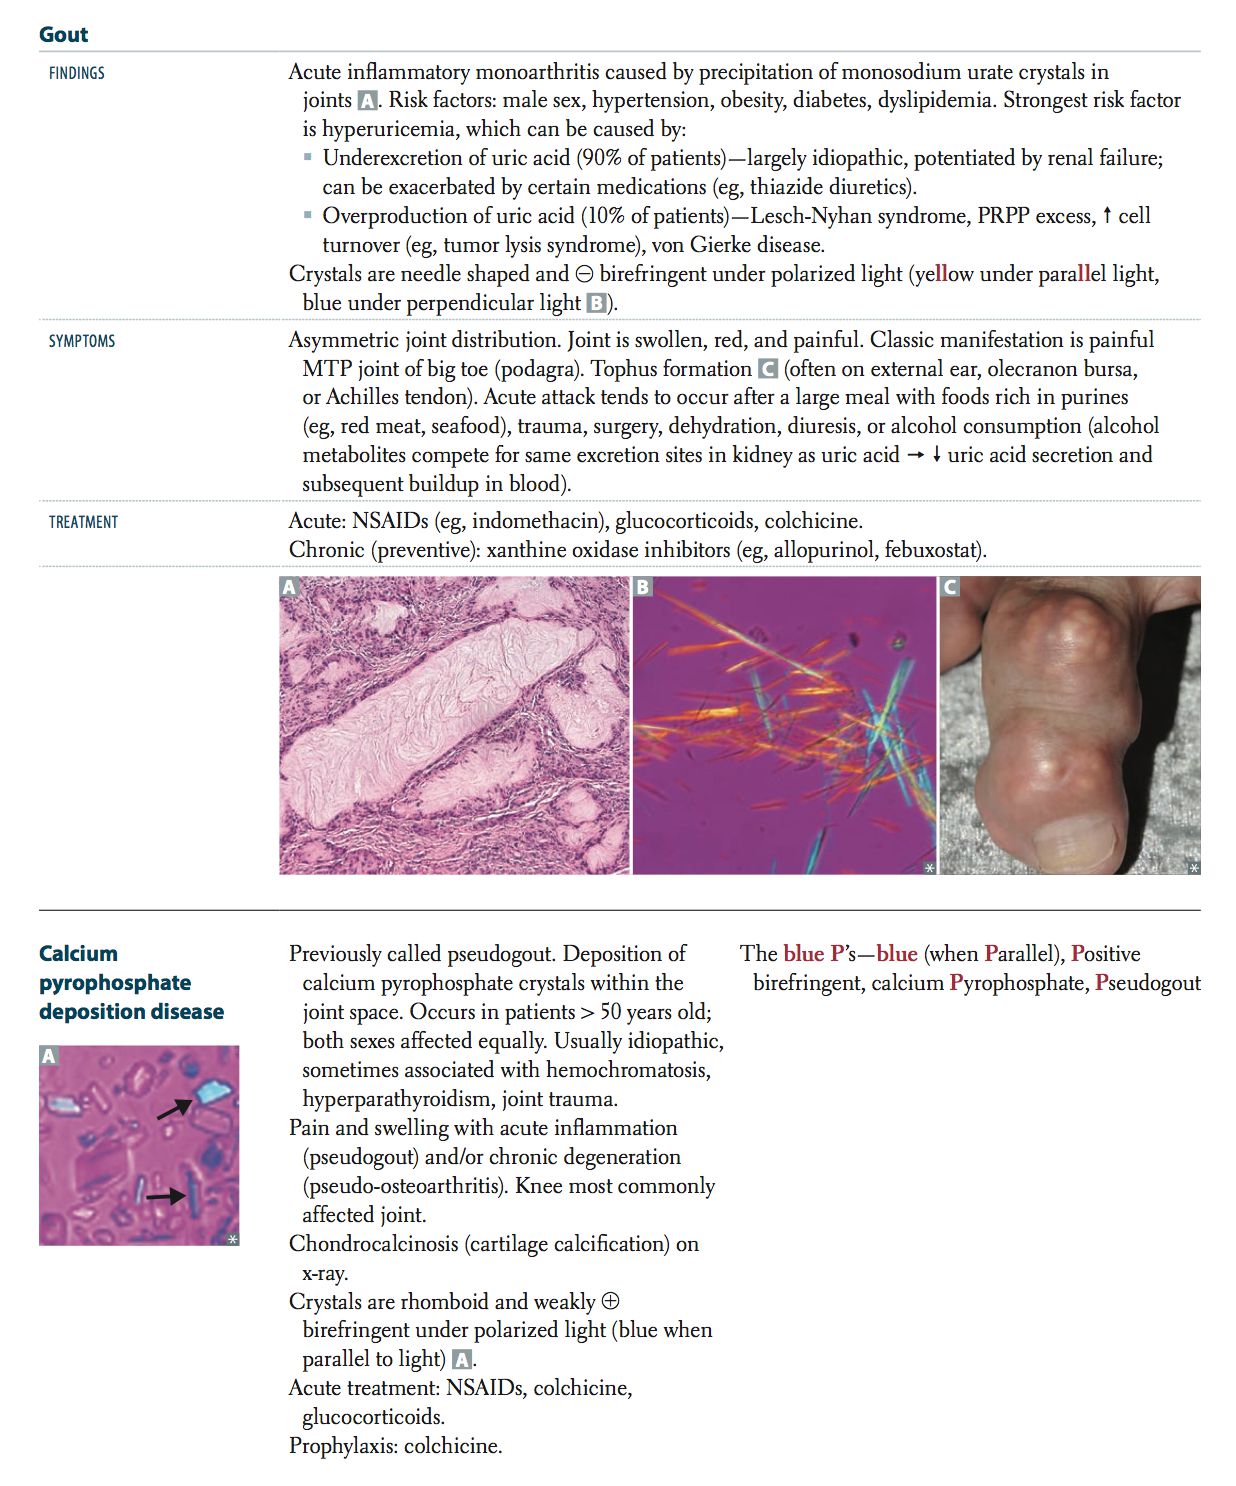 Gout
FINDINGS
Acute inflammatory monoarthritis caused by precipitation of monosodium urate crystals in
joints A. Risk factors: male sex, hypertension, obesity, diabetes, dyslipidemia. Strongest risk factor
is hyperuricemia, which can be caused by:
▪ Underexcretion of uric acid (90% of patients)—largely idiopathic, potentiated by renal failure;
can be exacerbated by certain medications (eg, thiazide diuretics).
▪ Overproduction of uric acid (10% of patients)—Lesch-Nyhan syndrome, PRPP excess, ↑ cell
turnover (eg, tumor lysis syndrome), von Gierke disease.
Crystals are needle shaped and ⊖ birefringent under polarized light (yellow under parallel light,
blue under perpendicular light B).
SYMPTOMS
Asymmetric joint distribution. Joint is swollen, red, and painful. Classic manifestation is painful
MTP joint of big toe (podagra). Tophus formation C (often on external ear, olecranon bursa,
or Achilles tendon). Acute attack tends to occur after a large meal with foods rich in purines
(eg, red meat, seafood), trauma, surgery, dehydration, diuresis, or alcohol consumption (alcohol
metabolites compete for same excretion sites in kidney as uric acid → ↓ uric acid secretion and
subsequent buildup in blood).
TREATMENT
Acute: NSAIDs (eg, indomethacin), glucocorticoids, colchicine.
Chronic (preventive): xanthine oxidase inhibitors (eg, allopurinol, febuxostat).
A
B
C
Calcium
pyrophosphate
deposition disease
A
Previously called pseudogout. Deposition of
calcium pyrophosphate crystals within the
joint space. Occurs in patients > 50 years old;
both sexes affected equally. Usually idiopathic,
sometimes associated with hemochromatosis,
hyperparathyroidism, joint trauma.
Pain and swelling with acute inflammation
(pseudogout) and/or chronic degeneration
(pseudo-osteoarthritis). Knee most commonly
affected joint.
Chondrocalcinosis (cartilage calcification) on
x-ray.
Crystals are rhomboid and weakly ⊕
birefringent under polarized light (blue when
parallel to light) A.
Acute treatment: NSAIDs, colchicine,
glucocorticoids.
Prophylaxis: colchicine.
The blue P's—blue (when Parallel), Positive
birefringent, calcium Pyrophosphate, Pseudogout